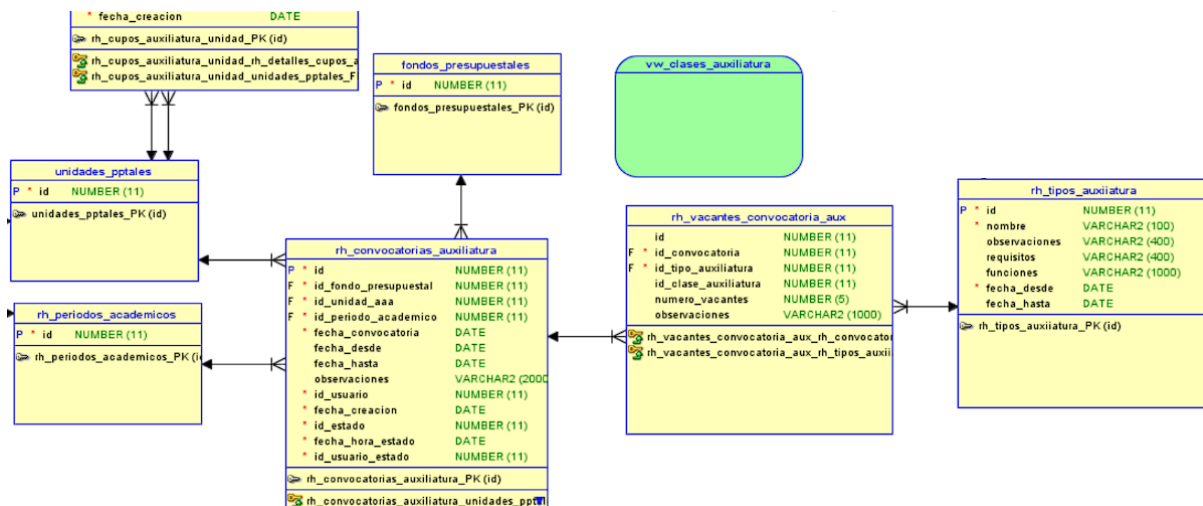 * fecha_creacion DATE
rh_cupos_auxiliatura_unidad_PK (id)
rh_cupos_auxiliatura_unidad_rh_detalles_cupos_a
rh_cupos_auxiliatura_unidad_unidades_pptales_F
fondos_presupuestales
P * id NUMBER (11)
fondos_presupuestales_PK (id)
vw_clases_auxiliatura
unidades_pptales
P * id NUMBER (11)
unidades_pptales_PK (id)
rh_periodos_academicos
P * id NUMBER (11)
rh_periodos_academicos_PK (i
rh_convocatorias_auxiliatura
P * id NUMBER (11)
F * id_fondo_presupuestal NUMBER (11)
F * id_unidad_aaa NUMBER (11)
F * id_periodo_academico NUMBER (11)
* fecha_convocatoria DATE
fecha_desde DATE
fecha_hasta DATE
observaciones VARCHAR2 (2000
* id_usuario NUMBER (11)
* fecha_creacion DATE
* id_estado NUMBER (11)
* fecha_hora_estado DATE
* id_usuario_estado NUMBER (11)
rh_convocatorias_auxiliatura_PK (id)
rh_convocatorias_auxiliatura_unidades_ppt
rh_vacantes_convocatoria_aux
id NUMBER (11)
F * id_convocatoria NUMBER (11)
F * id_tipo_auxiliatura NUMBER (11)
id_clase_auxiliatura NUMBER (11)
numero_vacantes NUMBER (5)
observaciones VARCHAR2 (1000)
rh_vacantes_convocatoria_aux_rh_convocator
rh_vacantes_convocatoria_aux_rh_tipos_auxii
rh_tipos_auxiiatura
P * id NUMBER (11)
* nombre VARCHAR2 (100)
observaciones VARCHAR2 (400)
requisitos VARCHAR2 (400)
funciones VARCHAR2 (1000)
* fecha_desde DATE
fecha_hasta DATE
rh_tipos_auxiiatura_PK (id)